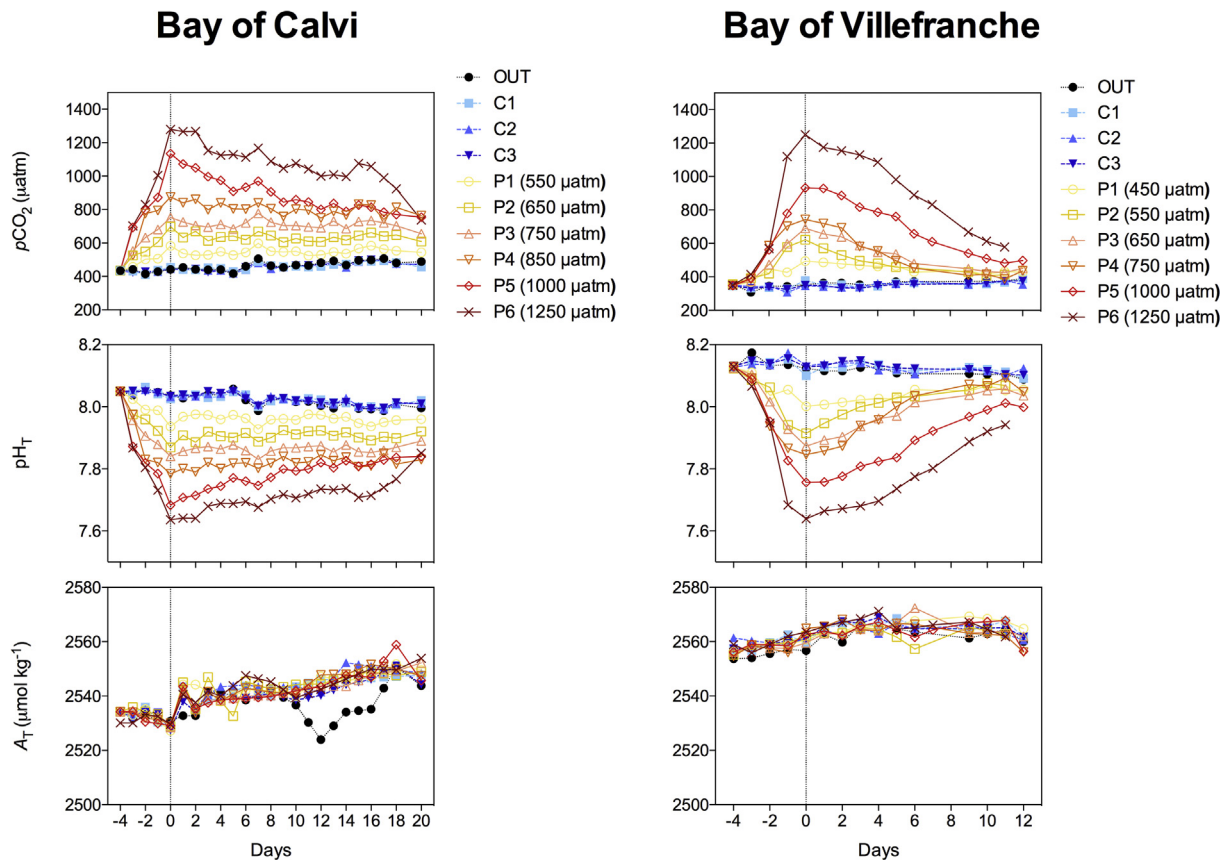 Bay of Calvi
Bay of Villefranche
OUT
C1
C2
C3
P1 (550 µatm)
P2 (650 µatm)
P3 (750 µatm)
P4 (850 µatm)
P5 (1000 µatm)
P6 (1250 µatm)
OUT
C1
C2
C3
P1 (450 µatm)
P2 (550 µatm)
P3 (650 µatm)
P4 (750 µatm)
P5 (1000 µatm)
P6 (1250 µatm)
pCO2 (µatm)
1400
1200
1000
800
600
400
200
1400
1200
1000
800
600
400
200
pHT
8.2
8.0
7.8
7.6
8.2
8.0
7.8
7.6
AT (µmol kg-1)
2580
2560
2540
2520
2500
2580
2560
2540
2520
2500
-4 -2 0 2 4 6 8 10 12 14 16 18 20
-4 -2 0 2 4 6 8 10 12
Days
Days